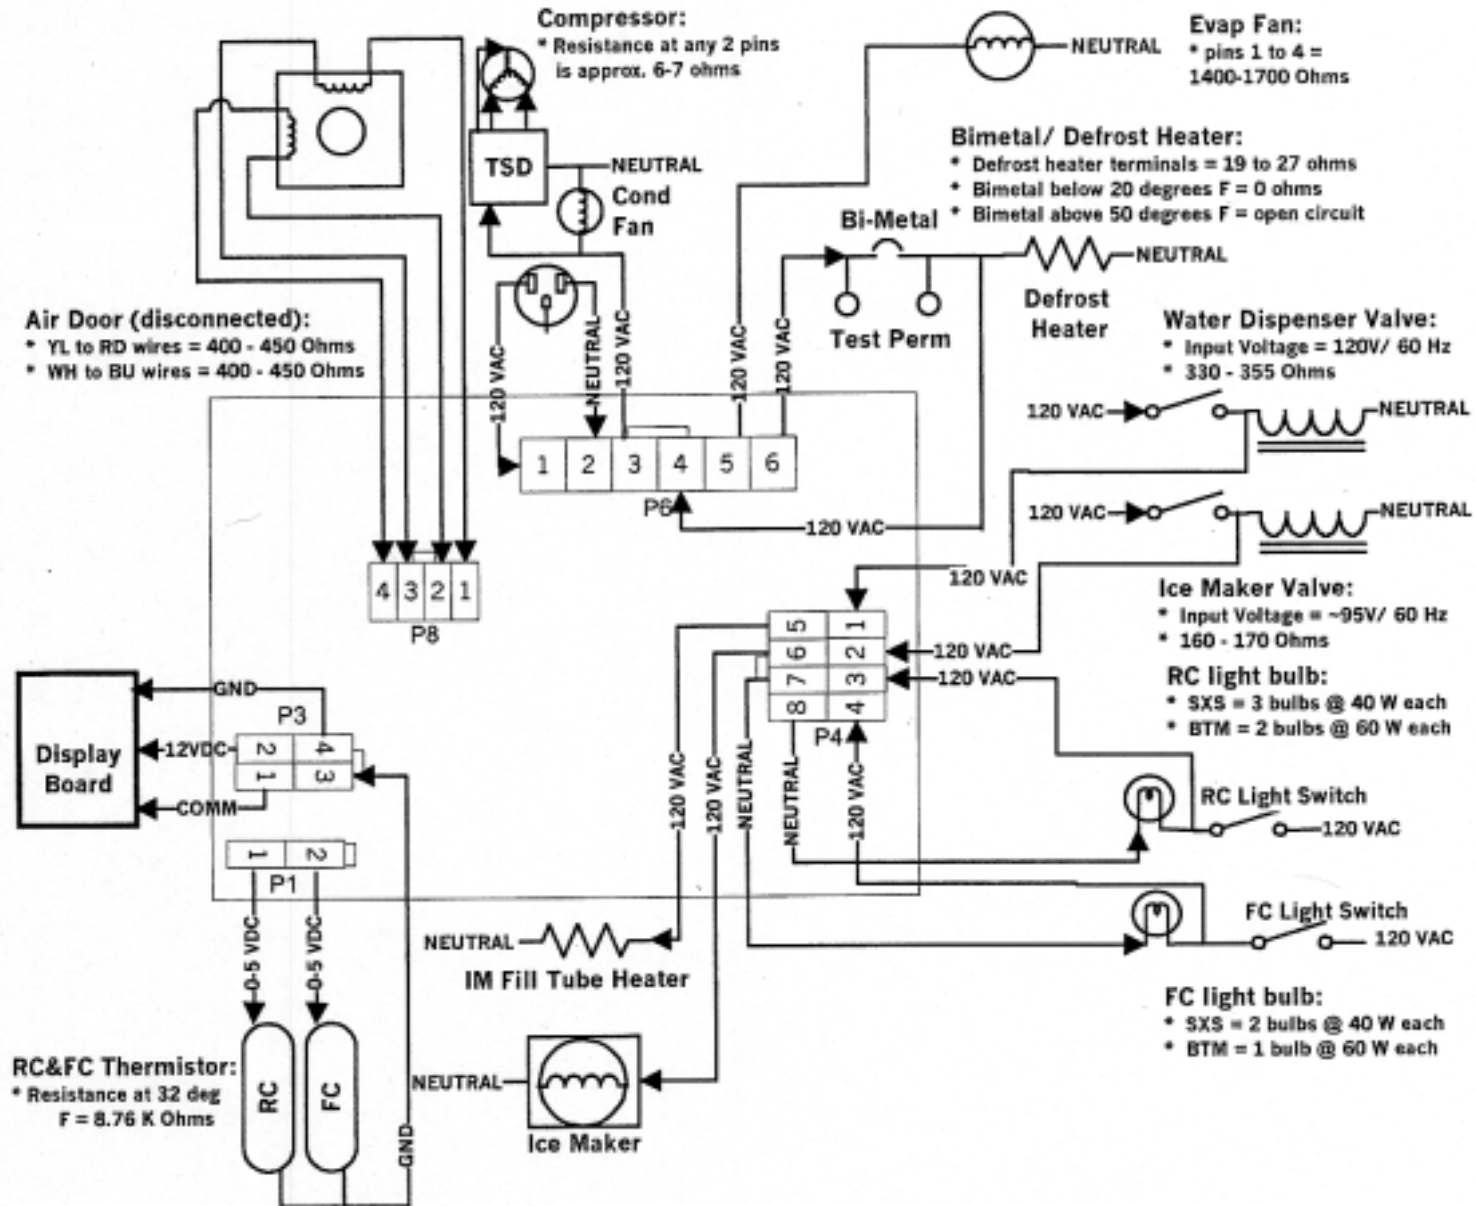 Compressor:
* Resistance at any 2 pins
is approx. 6-7 ohms
NEUTRAL
Evap Fan:
* pins 1 to 4 =
1400-1700 Ohms
TSD
NEUTRAL
Cond
Fan
Bimetal/ Defrost Heater:
* Defrost heater terminals = 19 to 27 ohms
* Bimetal below 20 degrees F = 0 ohms
* Bimetal above 50 degrees F = open circuit
Bi-Metal
NEUTRAL
Test Perm
Defrost
Heater
Air Door (disconnected):
* YL to RD wires = 400 - 450 Ohms
* WH to BU wires = 400 - 450 Ohms
120 VAC
NEUTRAL
120 VAC
120 VAC
120 VAC
Water Dispenser Valve:
* Input Voltage = 120V/ 60 Hz
* 330 - 355 Ohms
120 VAC
NEUTRAL
1 2 3 4 5 6
P6
120 VAC
120 VAC
NEUTRAL
4 3 2 1
P8
120 VAC
Ice Maker Valve:
* Input Voltage = ~95V/ 60 Hz
* 160 - 170 Ohms
5 1
6 2
7 3
8 4
P4
120 VAC
120 VAC
RC light bulb:
* SXS = 3 bulbs @ 40 W each
* BTM = 2 bulbs @ 60 W each
Display
Board
GND
12VDC
COMM
P3
2 4
1 3
1 2
P1
120 VAC
120 VAC
NEUTRAL
NEUTRAL
120 VAC
RC Light Switch
120 VAC
FC Light Switch
120 VAC
0-5 VDC
0-5 VDC
NEUTRAL
IM Fill Tube Heater
FC light bulb:
* SXS = 2 bulbs @ 40 W each
* BTM = 1 bulb @ 60 W each
RC&FC Thermistor:
* Resistance at 32 deg
F = 8.76 K Ohms
RC
FC
GND
NEUTRAL
Ice Maker